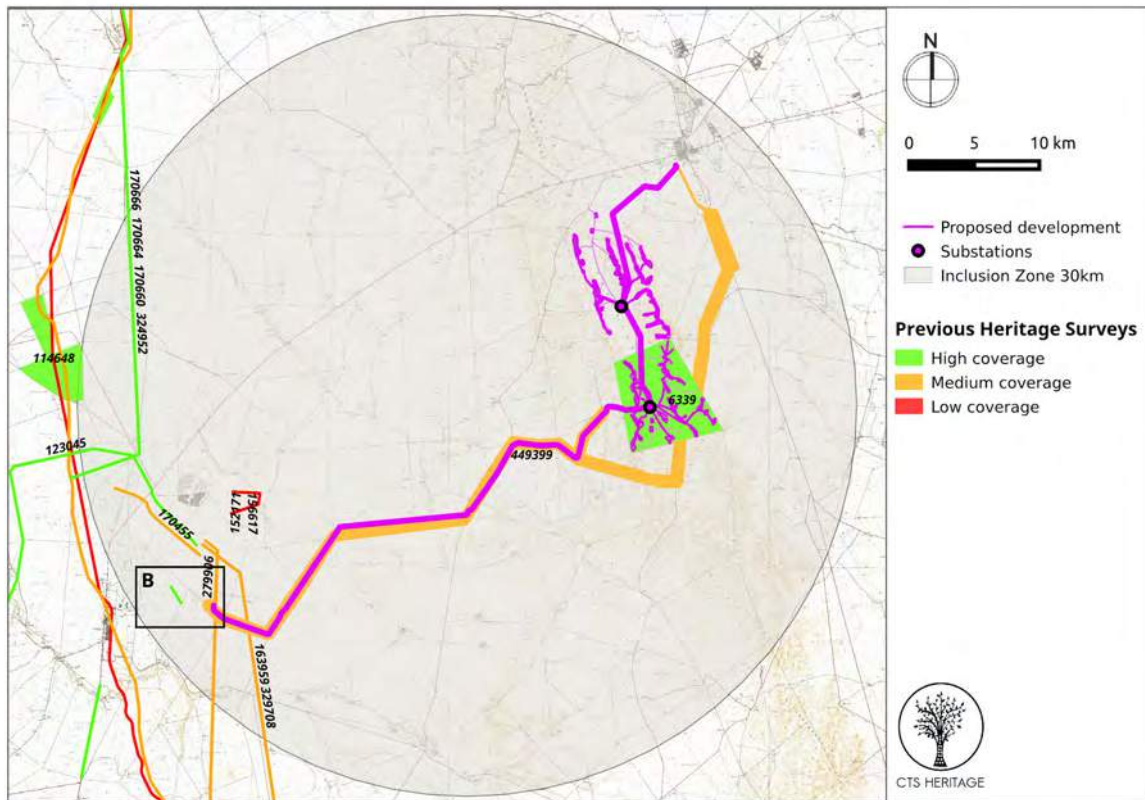 170666 170664 170660 324952
114648
123045
170455
152471
156617
279906
B
163959 329708
449399
6339
N
0 5 10 km
Proposed development
Substations
Inclusion Zone 30km
Previous Heritage Surveys
High coverage
Medium coverage
Low coverage
CTS HERITAGE